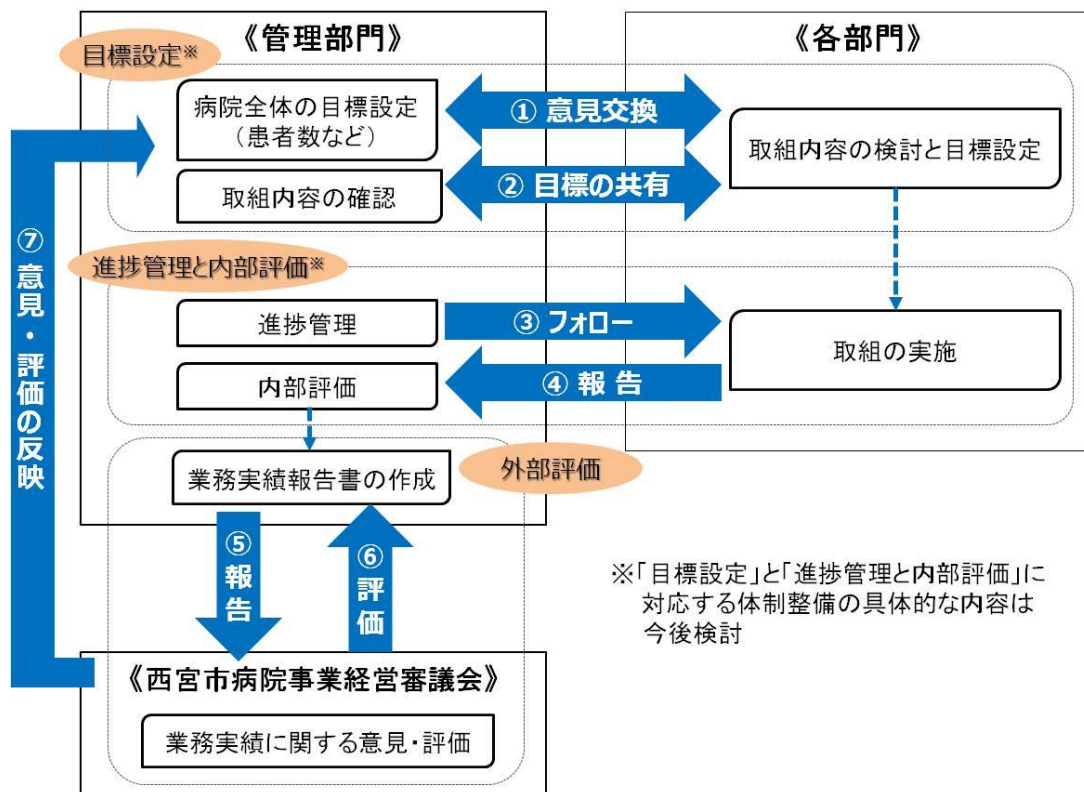 《管理部門》
《各部門》
目標設定※
病院全体の目標設定
（患者数など）
① 意見交換
取組内容の検討と目標設定
取組内容の確認
② 目標の共有
進捗管理と内部評価※
進捗管理
③ フォロー
取組の実施
内部評価
④ 報 告
業務実績報告書の作成
外部評価
⑤報告
⑥評価
⑦意見・評価の反映
《西宮市病院事業経営審議会》
業務実績に関する意見・評価
※「目標設定」と「進捗管理と内部評価」に
対応する体制整備の具体的な内容は
今後検討